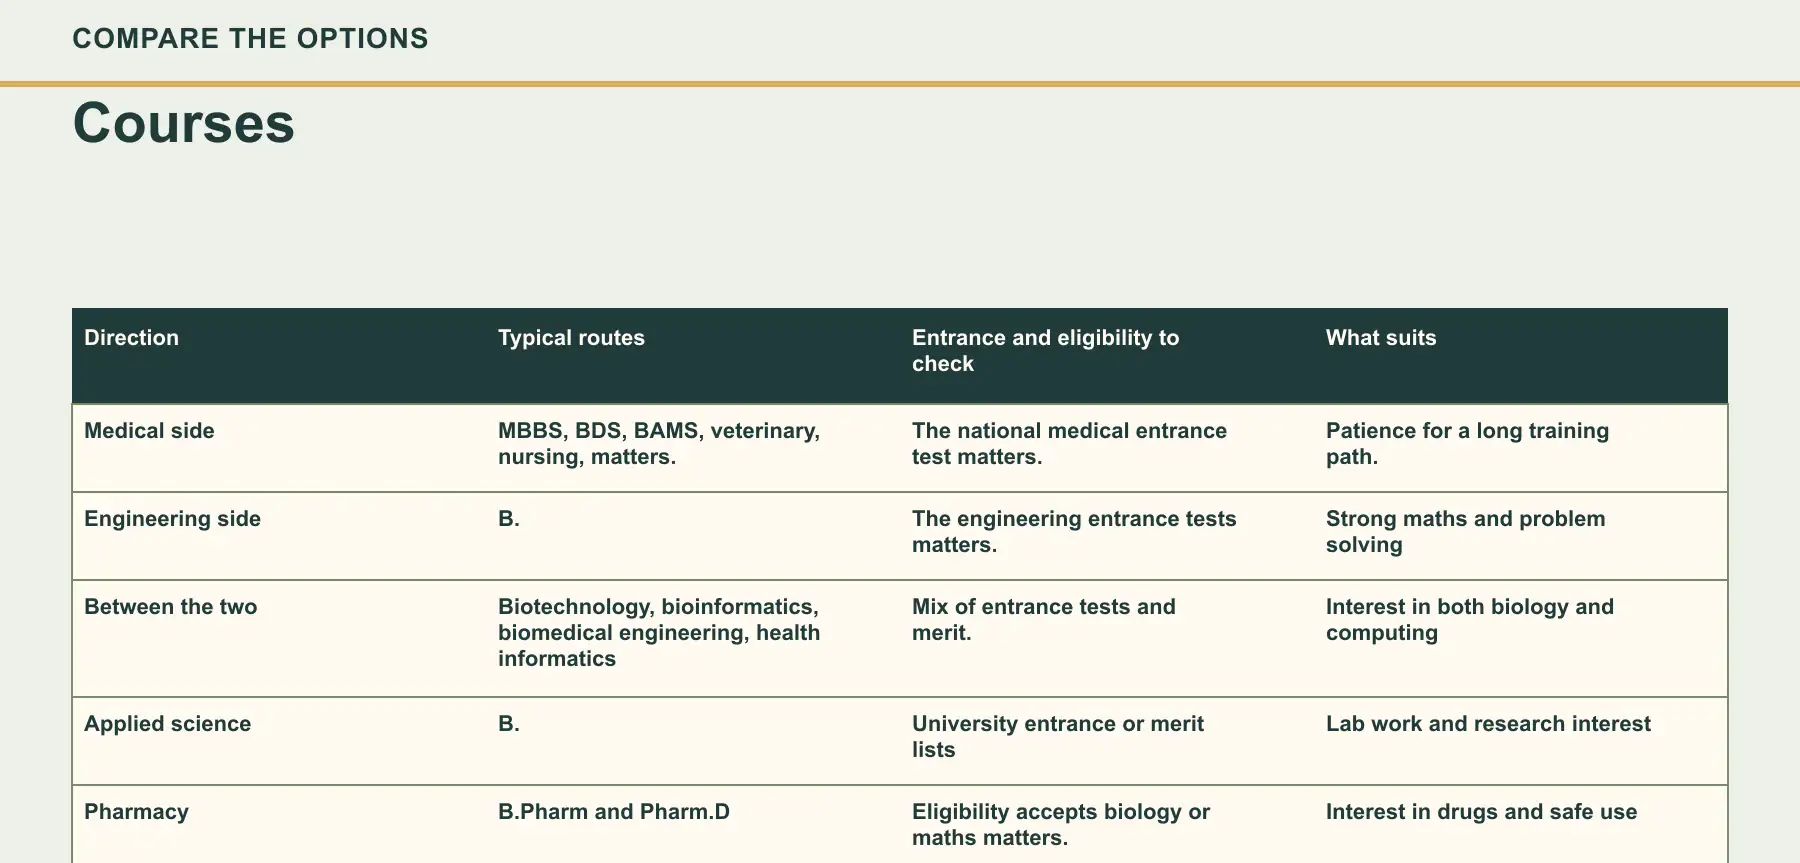 COMPARE THE OPTIONS
Courses
Direction
Typical routes
Entrance and eligibility to
check
What suits
Medical side
MBBS, BDS, BAMS, veterinary,
nursing, matters.
The national medical entrance
test matters.
Patience for a long training
path.
Engineering side
B.
The engineering entrance tests
matters.
Strong maths and problem
solving
Between the two
Biotechnology, bioinformatics,
biomedical engineering, health
informatics
Mix of entrance tests and
merit.
Interest in both biology and
computing
Applied science
B.
University entrance or merit
lists
Lab work and research interest
Pharmacy
B.Pharm and Pharm.D
Eligibility accepts biology or
maths matters.
Interest in drugs and safe use